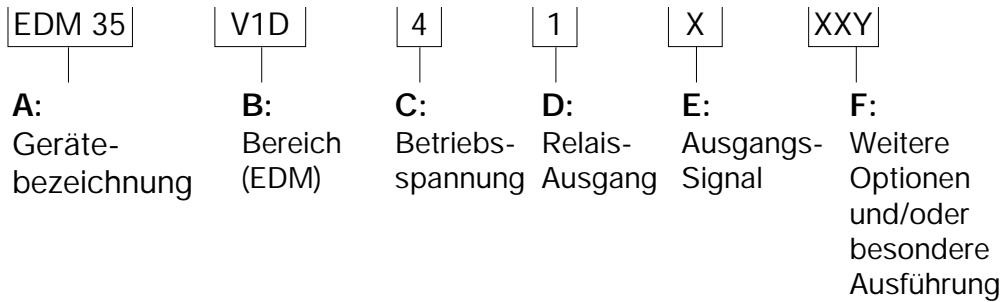 EDM 35 V1D 4 1 X XXY
A: B: C: D: E: F:
Geräte- Bereich Betriebs- Relais- Ausgangs- Weitere
bezeichnung (EDM) spannung Ausgang Signal Optionen
und/oder
besondere
Ausführung